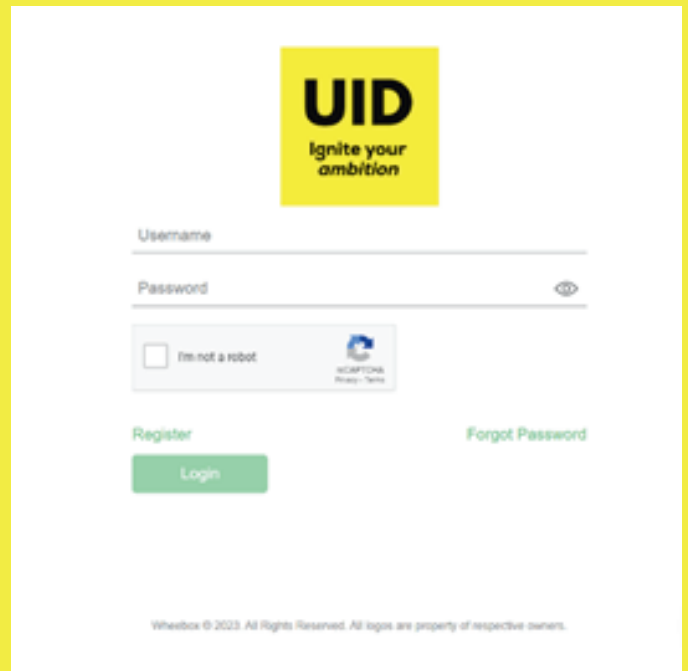 UID
Ignite your
ambition
Username
Password
I'm not a robot
reCAPTCHA
Privacy - Terms
Register
Forgot Password
Login
Wheebox © 2023. All Rights Reserved. All logos are property of respective owners.